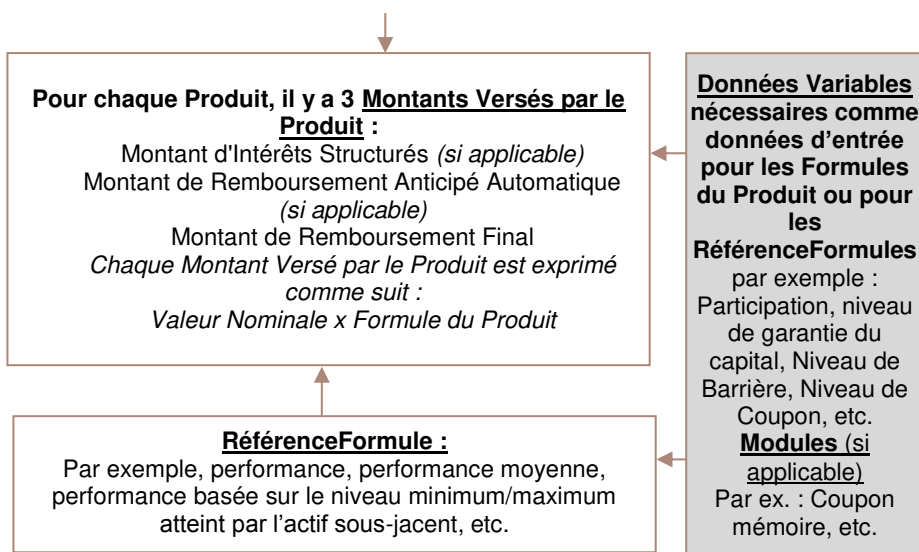 Pour chaque Produit, il y a 3 Montants Versés par le
Produit :
Montant d'Intérêts Structurés (si applicable)
Montant de Remboursement Anticipé Automatique
(si applicable)
Montant de Remboursement Final
Chaque Montant Versé par le Produit est exprimé
comme suit :
Valeur Nominale x Formule du Produit
RéférenceFormule :
Par exemple, performance, performance moyenne,
performance basée sur le niveau minimum/maximum
atteint par l'actif sous-jacent, etc.
Données Variables
nécessaires comme
données d'entrée
pour les Formules
du Produit ou pour
les
RéférenceFormules
par exemple :
Participation, niveau
de garantie du
capital, Niveau de
Barrière, Niveau de
Coupon, etc.
Modules (si
applicable)
Par ex. : Coupon
mémoire, etc.